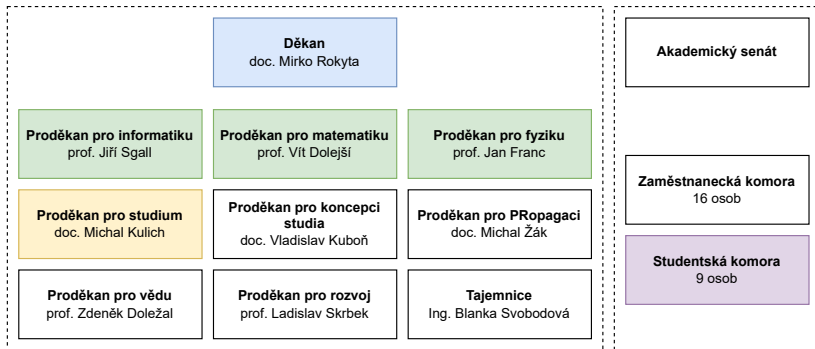 Děkan
doc. Mirko Rokyta
Akademický senát
Proděkan pro informatiku
prof. Jiří Sgall
Proděkan pro matematiku
prof. Vít Dolejší
Proděkan pro fyziku
prof. Jan Franc
Zaměstnanecká komora
16 osob
Proděkan pro studium
doc. Michal Kulich
Proděkan pro koncepci
studia
doc. Vladislav Kuboň
Proděkan pro PRopagaci
doc. Michal Žák
Studentská komora
9 osob
Proděkan pro vědu
prof. Zdeněk Doležal
Proděkan pro rozvoj
prof. Ladislav Skrbek
Tajemnice
Ing. Blanka Svobodová